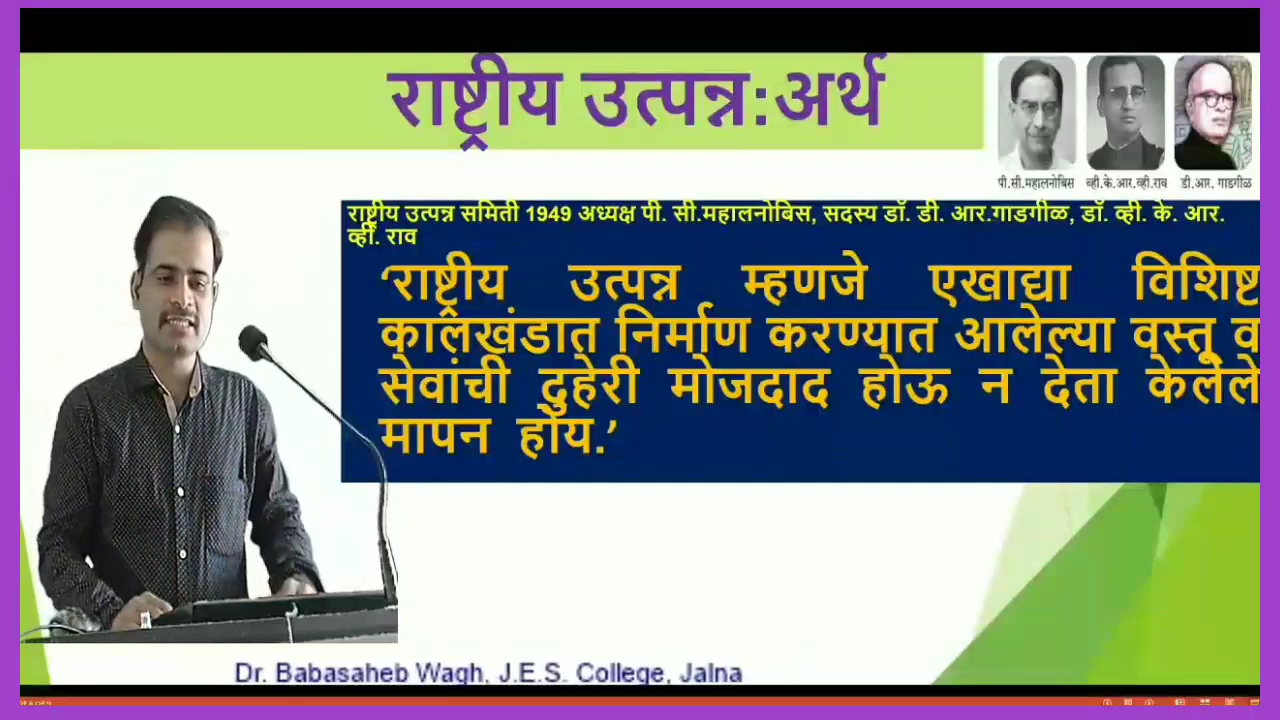 राष्ट्रीय उत्पन्न:अर्थ
पी.सी.महालनोबिस व्ही.के.आर.व्ही.राव डी.आर. गाडगीळ
राष्ट्रीय उत्पन्न समिती 1949 अध्यक्ष पी. सी.महालनोबिस, सदस्य डॉ. डी. आर.गाडगीळ, डॉ. व्ही. के. आर.
व्ही. राव
‘राष्ट्रीय उत्पन्न म्हणजे एखाद्या विशिष्ट
कालखंडात निर्माण करण्यात आलेल्या वस्तू व
सेवांची दुहेरी मोजदाद होऊ न देता केलेले
मापन होय.’
Dr. Babasaheb Wagh, J.E.S. College, Jalna